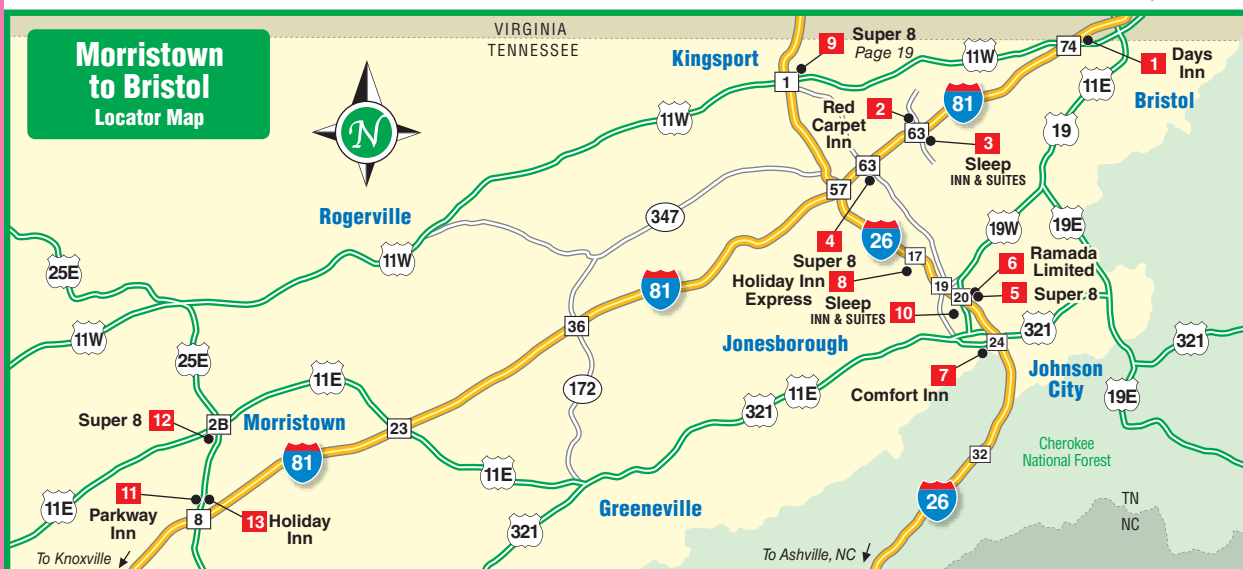 Morristown
to Bristol
Locator Map
N
VIRGINIA
TENNESSEE
Kingsport
9
Super 8
Page 19
1
11W
74
1
Days
Inn
11E
Bristol
81
Red
Carpet
Inn
2
63
3
Sleep
INN & SUITES
19
11W
63
57
4
Super 8
Rogerville
347
26
19W
19E
11W
25E
17
Holiday Inn
Express
8
6
Ramada
Limited
19
20
5
Super 8
Sleep
INN & SUITES
10
81
36
11W
Jonesborough
321
321
24
7
Comfort Inn
Johnson
City
25E
11E
172
11E
321
19E
Super 8
12
2B
Morristown
23
81
32
Cherokee
National Forest
11E
11E
11
Parkway
Inn
8
13
Holiday
Inn
Greeneville
321
26
TN
NC
To Knoxville
To Ashville, NC